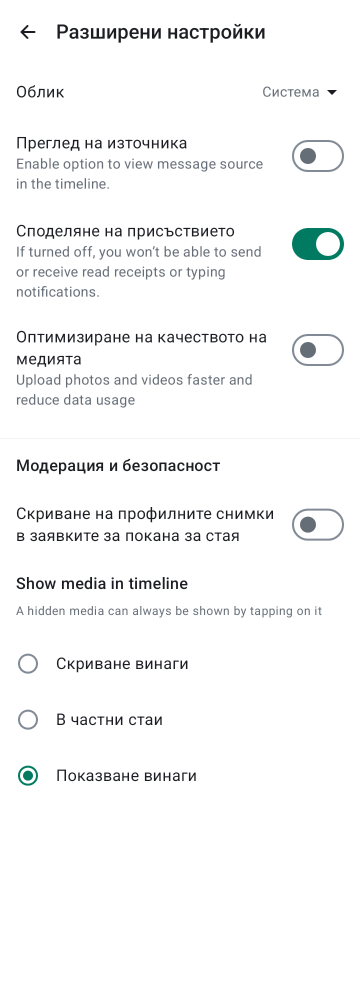 Разширени настройки
Облик
Система
Преглед на източника
Enable option to view message source
in the timeline.
Споделяне на присъствието
If turned off, you won’t be able to send
or receive read receipts or typing
notifications.
Оптимизиране на качеството на
медията
Upload photos and videos faster and
reduce data usage
Модерация и безопасност
Скриване на профилните снимки
в заявките за покана за стая
Show media in timeline
A hidden media can always be shown by tapping on it
Скриване винаги
В частни стаи
Показване винаги